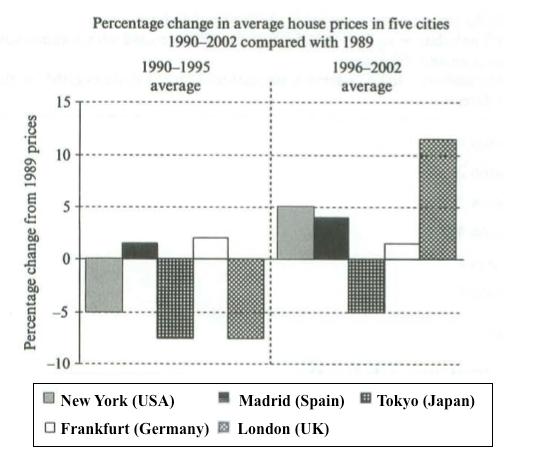 Percentage change in average house prices in five cities
1990–2002 compared with 1989
1990–1995
average
1996–2002
average
Percentage change from 1989 prices
15
10
5
0
−5
−10
New York (USA)
Madrid (Spain)
Tokyo (Japan)
Frankfurt (Germany)
London (UK)